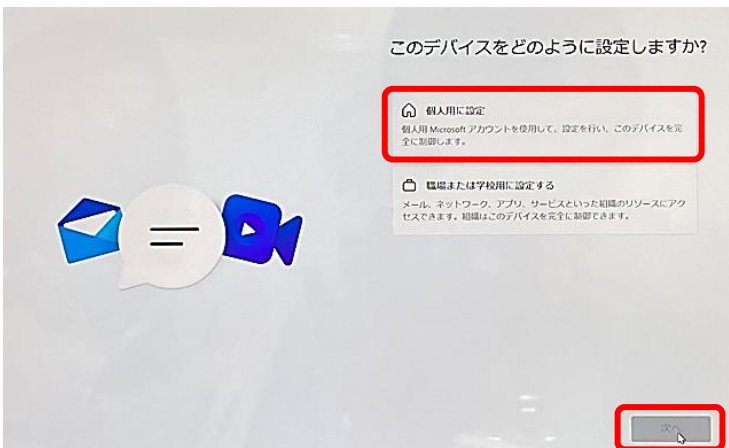 このデバイスをどのように設定しますか?
個人用に設定
個人用 Microsoft アカウントを使用して、設定を行い、このデバイスを完
全に制御します。
職場または学校用に設定する
メール、ネットワーク、アプリ、サービスといった組織のリソースにアク
セスできます。組織はこのデバイスを完全に制御できます。
次へ